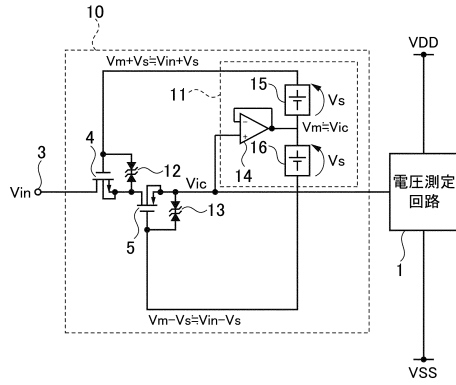 10
Vm+Vs≒Vin+Vs
VDD
15
11
Vs
4
Vm≒Vic
12
16
3
14
Vs
Vin
Vic
電圧測定
回路
13
5
1
Vm−Vs≒Vin−Vs
VSS